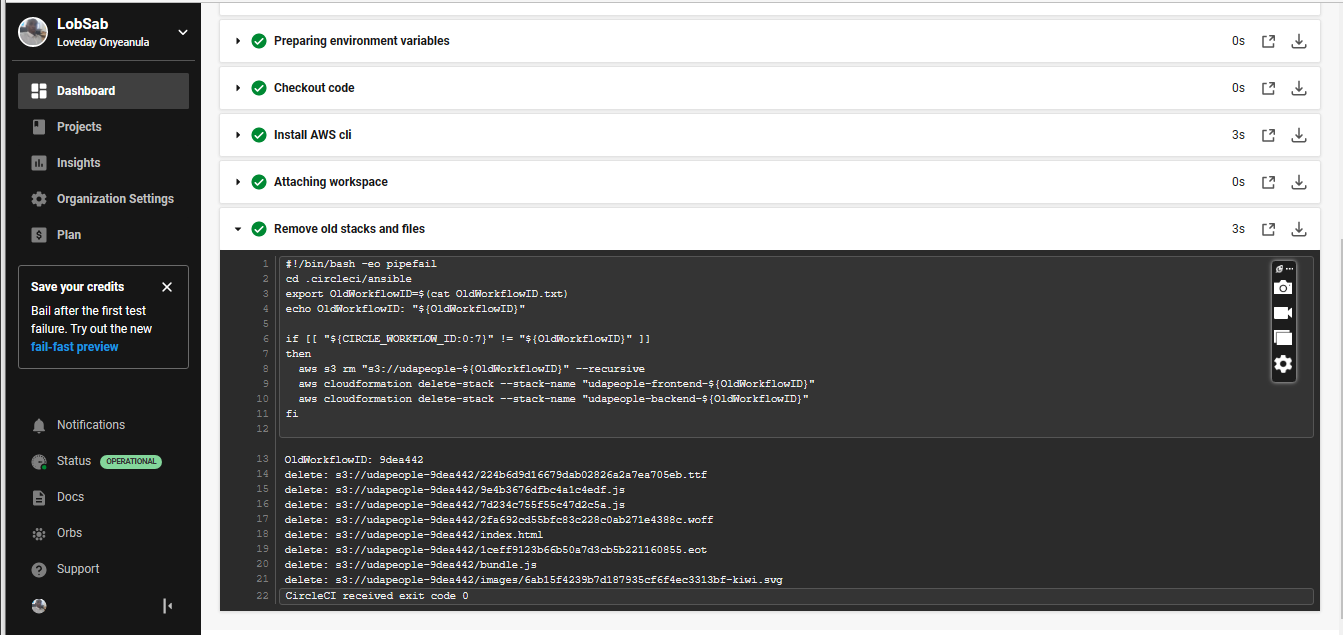 LobSab
Loveday Onyeanula
Dashboard
Projects
Insights
Organization Settings
Plan
Save your credits
Bail after the first test
failure. Try out the new
fail-fast preview
Notifications
Status OPERATIONAL
Docs
Orbs
Support
Preparing environment variables 0s
Checkout code 0s
Install AWS cli 3s
Attaching workspace 0s
Remove old stacks and files 3s
1 #!/bin/bash -eo pipefail
2 cd .circleci/ansible
3 export OldWorkflowID=$(cat OldWorkflowID.txt)
4 echo OldWorkflowID: "${OldWorkflowID}"
5
6 if [[ "${CIRCLE_WORKFLOW_ID:0:7}" != "${OldWorkflowID}" ]]
7 then
8   aws s3 rm "s3://udapeople-${OldWorkflowID}" --recursive
9   aws cloudformation delete-stack --stack-name "udapeople-frontend-${OldWorkflowID}"
10   aws cloudformation delete-stack --stack-name "udapeople-backend-${OldWorkflowID}"
11 fi
12
13 OldWorkflowID: 9dea442
14 delete: s3://udapeople-9dea442/224b6d9d16679dab02826a2a7ea705eb.ttf
15 delete: s3://udapeople-9dea442/9e4b3676dfbc4a1c4edf.js
16 delete: s3://udapeople-9dea442/7d234c755f55c47d2c5a.js
17 delete: s3://udapeople-9dea442/2fa692cd55bfc83c228c0ab271e4388c.woff
18 delete: s3://udapeople-9dea442/index.html
19 delete: s3://udapeople-9dea442/1ceff9123b66b50a7d3cb5b221160855.eot
20 delete: s3://udapeople-9dea442/bundle.js
21 delete: s3://udapeople-9dea442/images/6ab15f4239b7d187935cf6f4ec3313bf-kiwi.svg
22 CircleCI received exit code 0